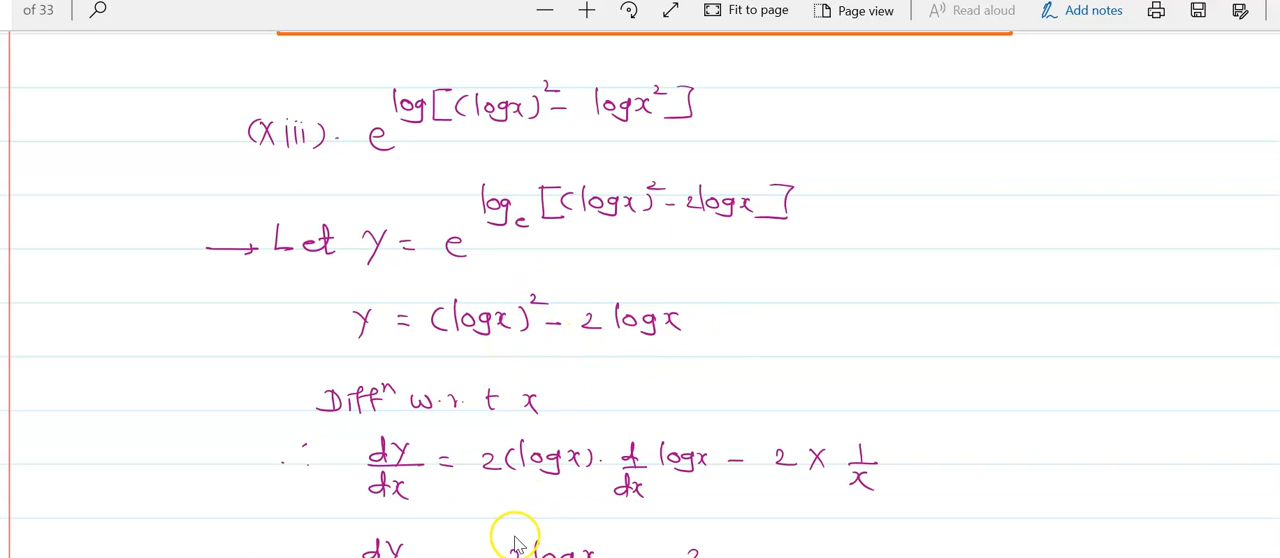 of 33 Fit to page Page view Read aloud Add notes
(xiii). e^log[(logx)² - logx²]
→ Let y = e^logₑ[(logx)² - 2logx]
y = (logx)² - 2 logx
Diffⁿ w.r. t x
∴ dy/dx = 2(logx). d/dx logx - 2 × 1/x